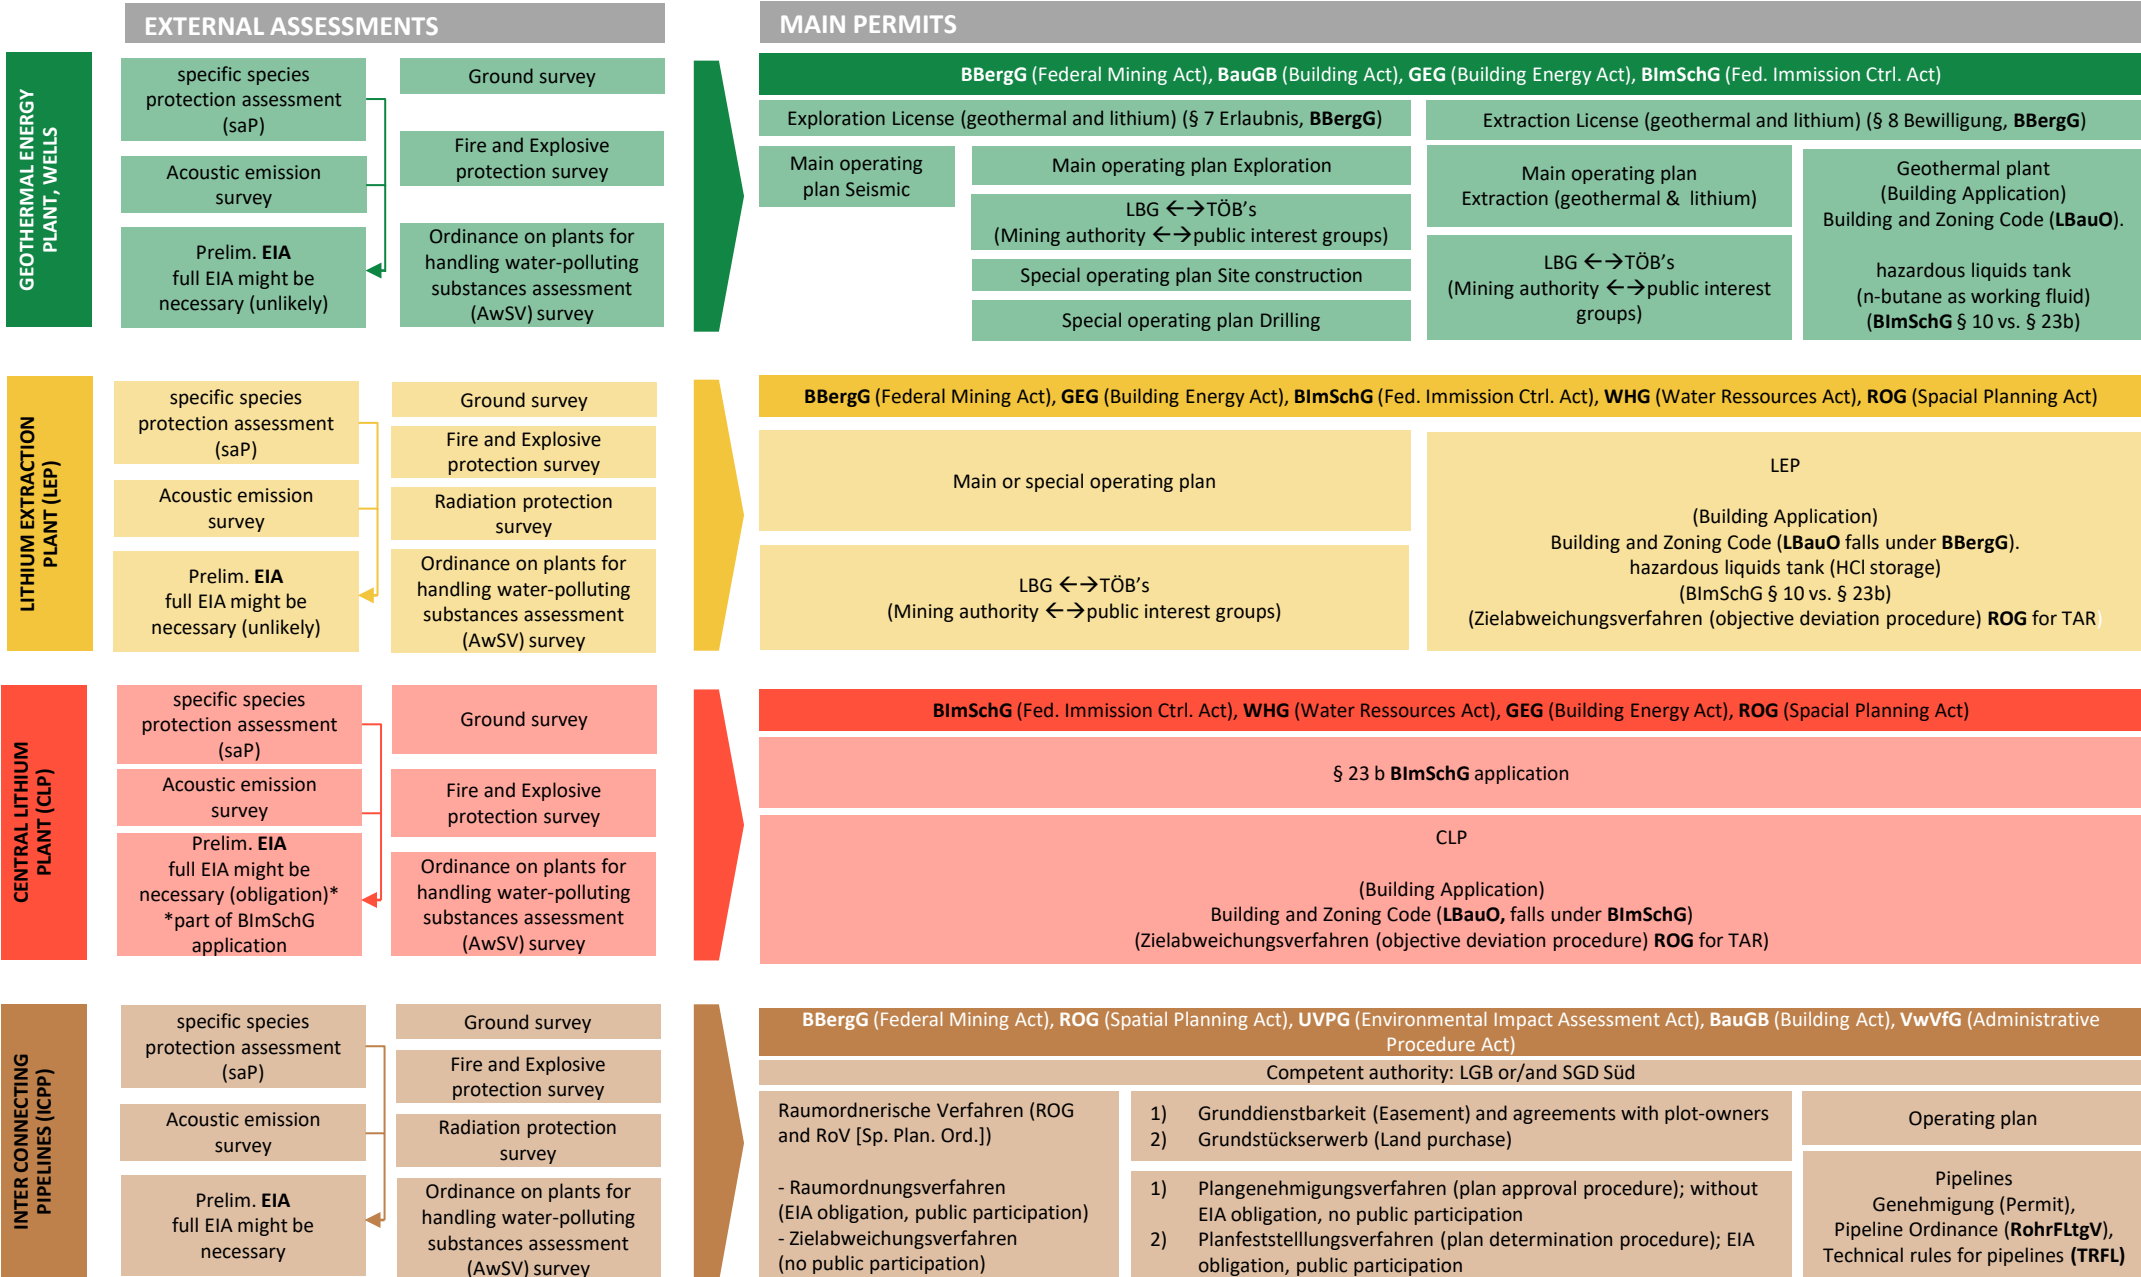 EXTERNAL ASSESSMENTS
MAIN PERMITS
GEOTHERMAL ENERGY
PLANT, WELLS
specific species
protection assessment
(saP)
Acoustic emission
survey
Prelim. EIA
full EIA might be
necessary (unlikely)
Ground survey
Fire and Explosive
protection survey
Ordinance on plants for
handling water-polluting
substances assessment
(AwSV) survey
BBergG (Federal Mining Act), BauGB (Building Act), GEG (Building Energy Act), BImSchG (Fed. Immission Ctrl. Act)
Exploration License (geothermal and lithium) (§ 7 Erlaubnis, BBergG)
Main operating
plan Seismic
Main operating plan Exploration
LBG ←→TÖB's
(Mining authority ←→public interest groups)
Special operating plan Site construction
Special operating plan Drilling
Extraction License (geothermal and lithium) (§ 8 Bewilligung, BBergG)
Main operating plan
Extraction (geothermal & lithium)
LBG ←→TÖB's
(Mining authority ←→public interest
groups)
Geothermal plant
(Building Application)
Building and Zoning Code (LBauO).
hazardous liquids tank
(n-butane as working fluid)
(BImSchG § 10 vs. § 23b)
LITHIUM EXTRACTION
PLANT (LEP)
specific species
protection assessment
(saP)
Acoustic emission
survey
Prelim. EIA
full EIA might be
necessary (unlikely)
Ground survey
Fire and Explosive
protection survey
Radiation protection
survey
Ordinance on plants for
handling water-polluting
substances assessment
(AwSV) survey
BBergG (Federal Mining Act), GEG (Building Energy Act), BImSchG (Fed. Immission Ctrl. Act), WHG (Water Ressources Act), ROG (Spacial Planning Act)
Main or special operating plan
LBG ←→TÖB's
(Mining authority ←→public interest groups)
LEP
(Building Application)
Building and Zoning Code (LBauO falls under BBergG).
hazardous liquids tank (HCl storage)
(BImSchG § 10 vs. § 23b)
(Zielabweichungsverfahren (objective deviation procedure) ROG for TAR)
CENTRAL LITHIUM
PLANT (CLP)
specific species
protection assessment
(saP)
Acoustic emission
survey
Prelim. EIA
full EIA might be
necessary (obligation)*
*part of BImSchG
application
Ground survey
Fire and Explosive
protection survey
Ordinance on plants for
handling water-polluting
substances assessment
(AwSV) survey
BImSchG (Fed. Immission Ctrl. Act), WHG (Water Ressources Act), GEG (Building Energy Act), ROG (Spacial Planning Act)
§ 23 b BImSchG application
CLP
(Building Application)
Building and Zoning Code (LBauO, falls under BImSchG)
(Zielabweichungsverfahren (objective deviation procedure) ROG for TAR)
INTER CONNECTING
PIPELINES (ICPP)
specific species
protection assessment
(saP)
Acoustic emission
survey
Prelim. EIA
full EIA might be
necessary
Ground survey
Fire and Explosive
protection survey
Radiation protection
survey
Ordinance on plants for
handling water-polluting
substances assessment
(AwSV) survey
BBergG (Federal Mining Act), ROG (Spatial Planning Act), UVPG (Environmental Impact Assessment Act), BauGB (Building Act), VwVfG (Administrative
Procedure Act)
Competent authority: LGB or/and SGD Süd
Raumordnerische Verfahren (ROG
and RoV [Sp. Plan. Ord.])
- Raumordnungsverfahren
(EIA obligation, public participation)
- Zielabweichungsverfahren
(no public participation)
1) Grunddienstbarkeit (Easement) and agreements with plot-owners
2) Grundstückserwerb (Land purchase)
1) Plangenehmigungsverfahren (plan approval procedure); without
EIA obligation, no public participation
2) Planfeststelllungsverfahren (plan determination procedure); EIA
obligation, public participation
Operating plan
Pipelines
Genehmigung (Permit),
Pipeline Ordinance (RohrFLtgV),
Technical rules for pipelines (TRFL)